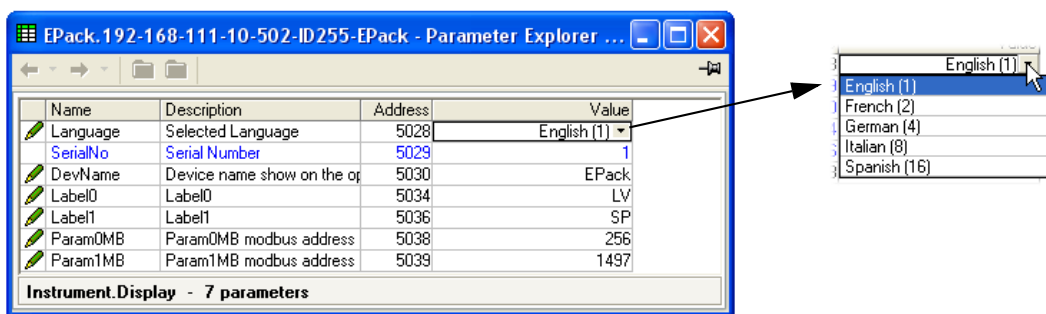 EPack.192-168-111-10-502-ID255-EPack - Parameter Explorer ...
Name Description Address Value
Language Selected Language 5028 English (1)
SerialNo Serial Number 5029 1
DevName Device name show on the op 5030 EPack
Label0 Label0 5034 LV
Label1 Label1 5036 SP
Param0MB Param0MB modbus address 5038 256
Param1MB Param1MB modbus address 5039 1497
Instrument.Display - 7 parameters
English (1)
English (1)
French (2)
German (4)
Italian (8)
Spanish (16)